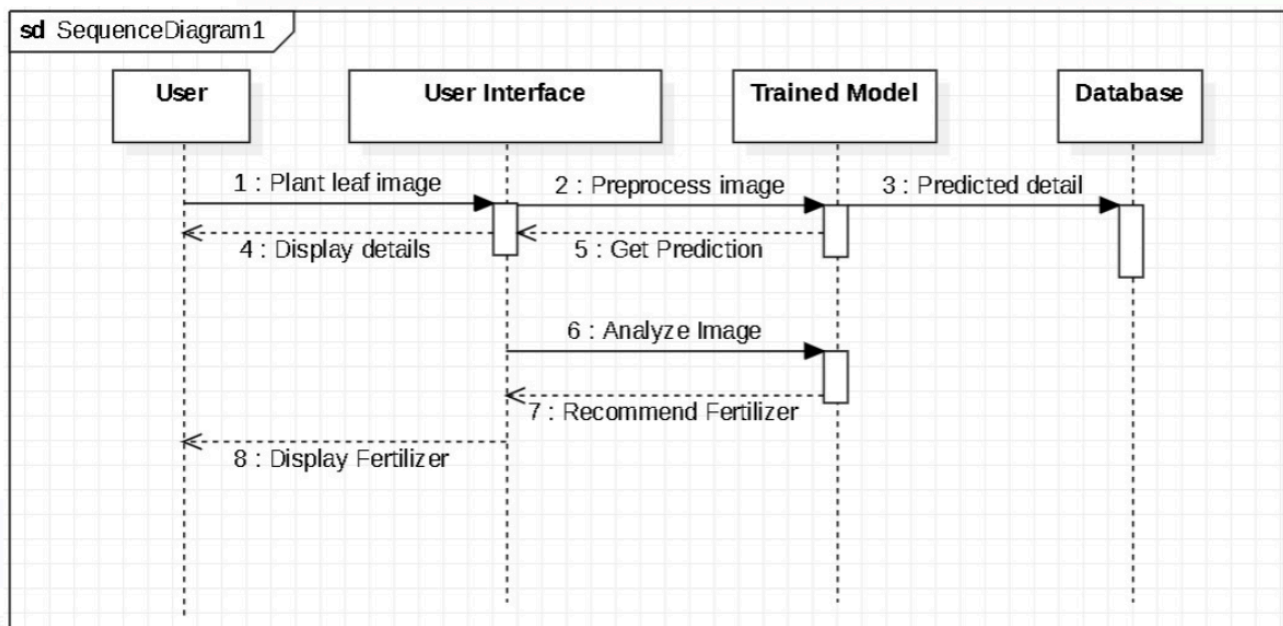 sd SequenceDiagram1
User
User Interface
Trained Model
Database
1 : Plant leaf image
2 : Preprocess image
3 : Predicted detail
4 : Display details
5 : Get Prediction
6 : Analyze Image
7 : Recommend Fertilizer
8 : Display Fertilizer